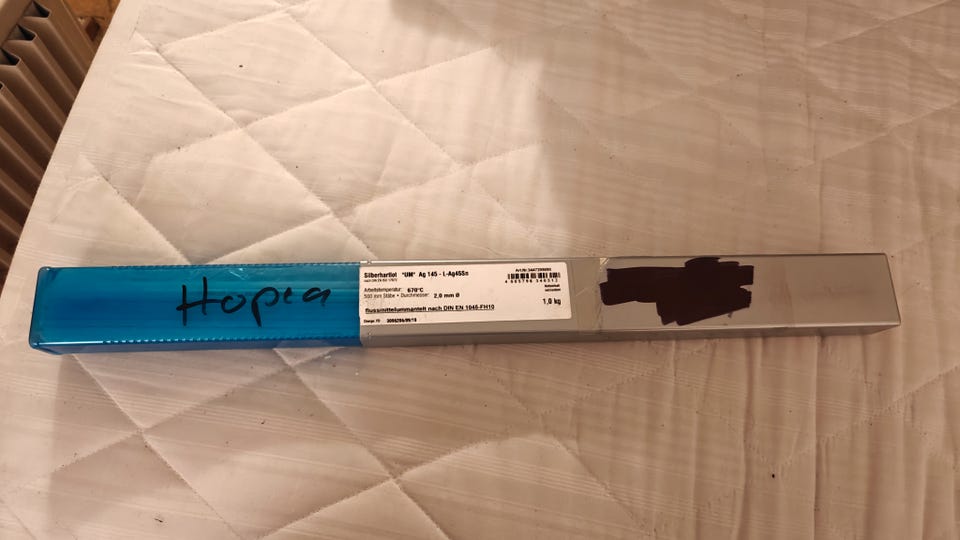 Hopea
Silberhartlot "UM" Ag 145 - L-Ag45Sn
Arbeitstemperatur: 670°C
500 mm Stäbe • Durchmesser: 2,0 mm Ø
flussmittelummantelt nach DIN EN 1045-FH10
1,0 kg